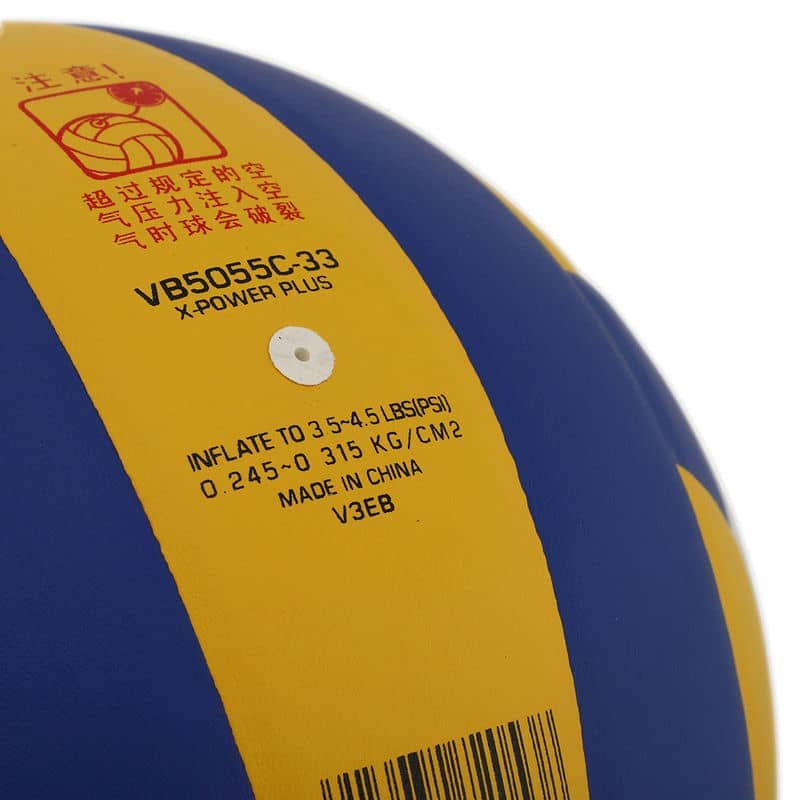 注意!
超过规定的空
气压力注入空
气时球会破裂
VB5055C-33
X-POWER PLUS
INFLATE TO 3 5~4.5 LBS(PSI)
0.245~0 315 KG/CM2
MADE IN CHINA
V3EB